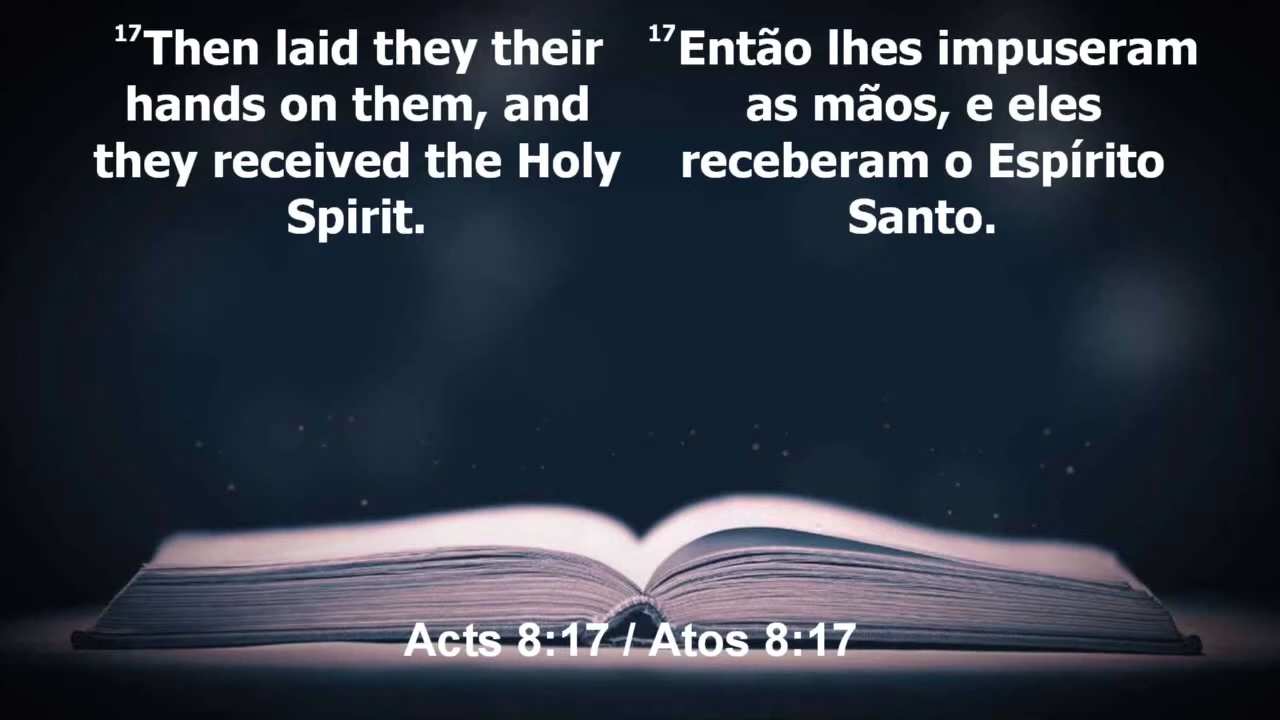 17Then laid they their
hands on them, and
they received the Holy
Spirit.
17Então lhes impuseram
as mãos, e eles
receberam o Espírito
Santo.
Acts 8:17 / Atos 8:17